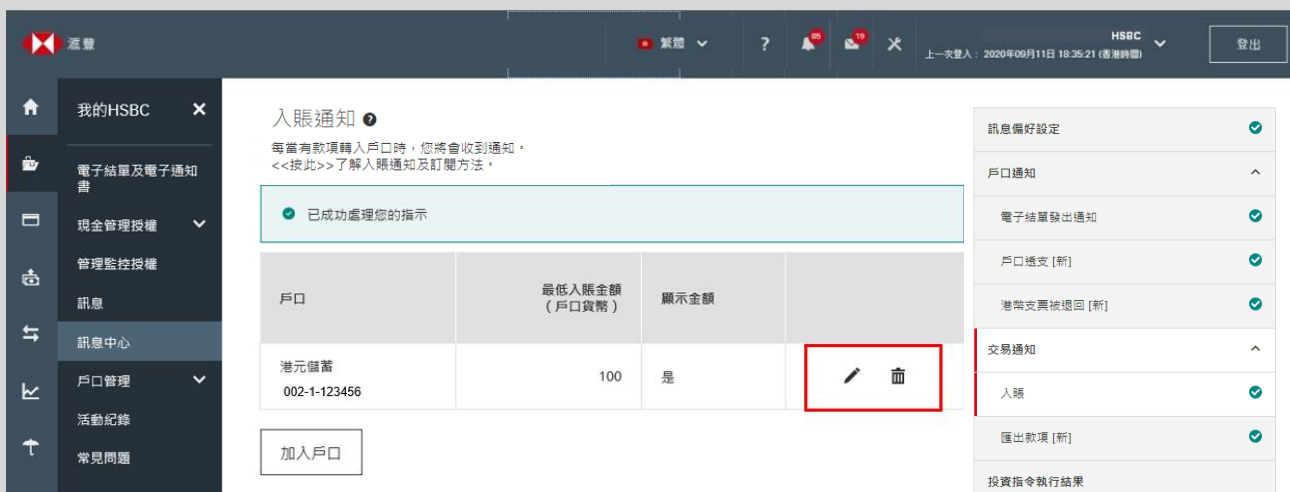 滙豐
繁體
?
85
19
HSBC
上一次登入：2020年09月11日 18:35:21 (香港時間)
登出
我的HSBC
電子結單及電子通知
書
現金管理授權
管理監控授權
訊息
訊息中心
戶口管理
活動紀錄
常見問題
入賬通知 ?
每當有款項轉入戶口時，您將會收到通知。
<<按此>>了解入賬通知及訂閱方法。
已成功處理您的指示
戶口
最低入賬金額
（戶口貨幣）
顯示金額
港元儲蓄
002-1-123456
100
是
加入戶口
訊息偏好設定
戶口通知
電子結單發出通知
戶口透支 [新]
港幣支票被退回 [新]
交易通知
入賬
匯出款項 [新]
投資指令執行結果